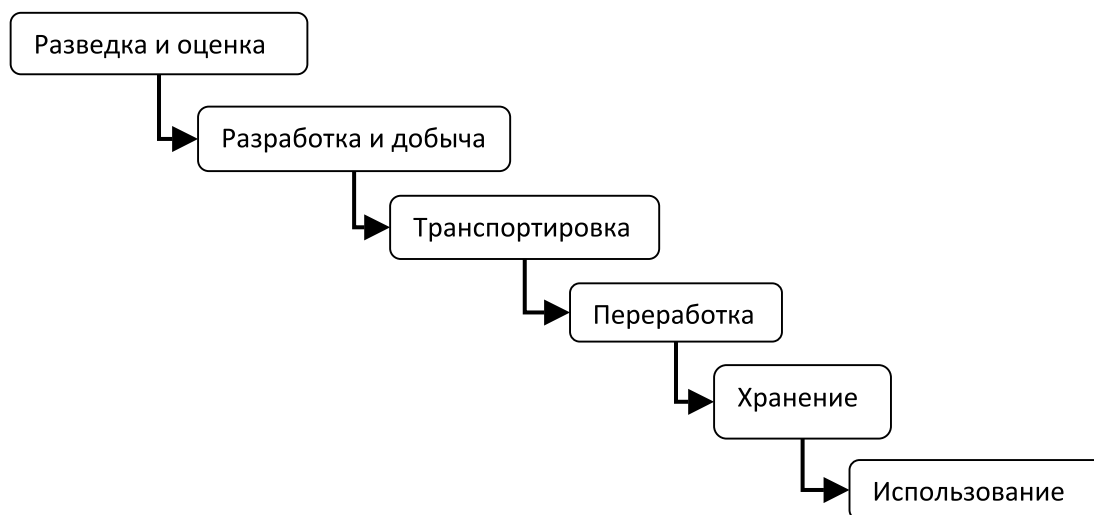 Разведка и оценка
Разработка и добыча
Транспортировка
Переработка
Хранение
Использование